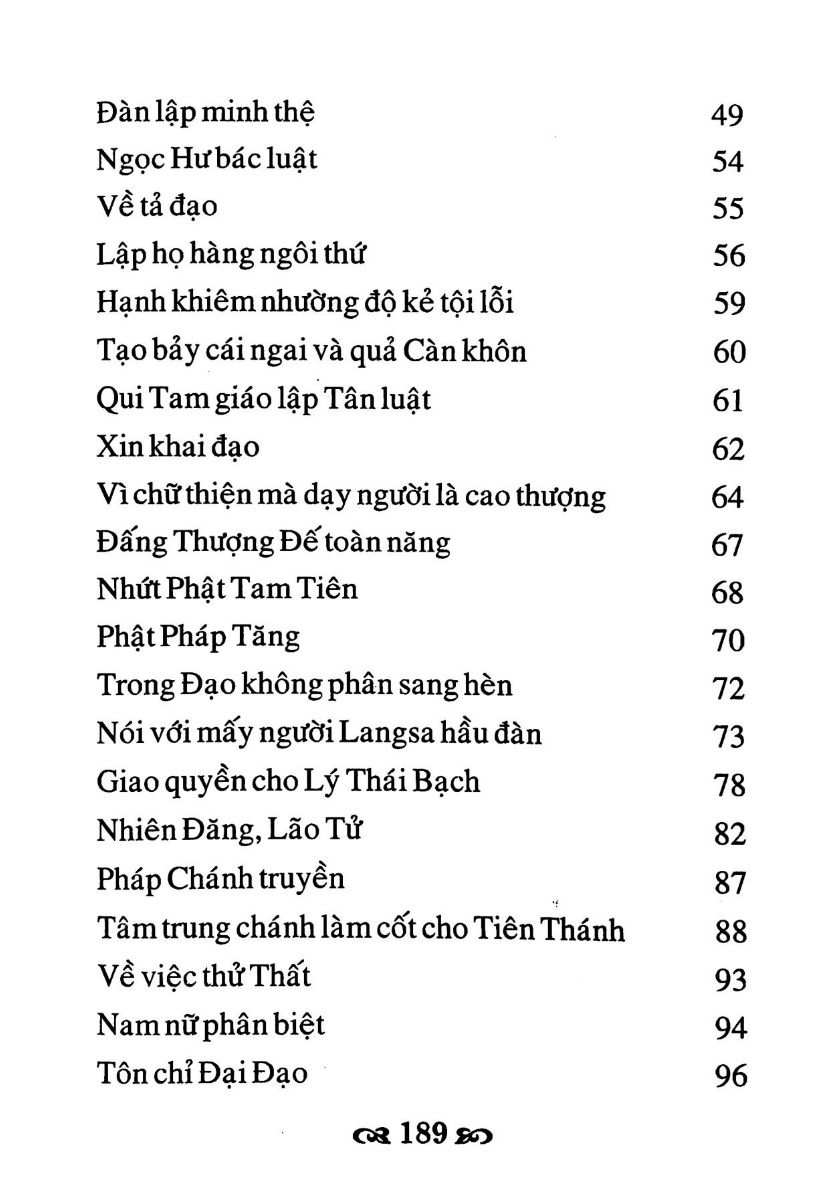 Đàn lập minh thệ 49
Ngọc Hư bác luật 54
Về tả đạo 55
Lập họ hàng ngôi thứ 56
Hạnh khiêm nhường độ kẻ tội lỗi 59
Tạo bảy cái ngai và quả Càn khôn 60
Qui Tam giáo lập Tân luật 61
Xin khai đạo 62
Vì chữ thiện mà dạy người là cao thượng 64
Đấng Thượng Đế toàn năng 67
Nhứt Phật Tam Tiên 68
Phật Pháp Tăng 70
Trong Đạo không phân sang hèn 72
Nói với mấy người Langsa hầu đàn 73
Giao quyền cho Lý Thái Bạch 78
Nhiên Đăng, Lão Tử 82
Pháp Chánh truyền 87
Tâm trung chánh làm cốt cho Tiên Thánh 88
Về việc thử Thất 93
Nam nữ phân biệt 94
Tôn chỉ Đại Đạo 96
189